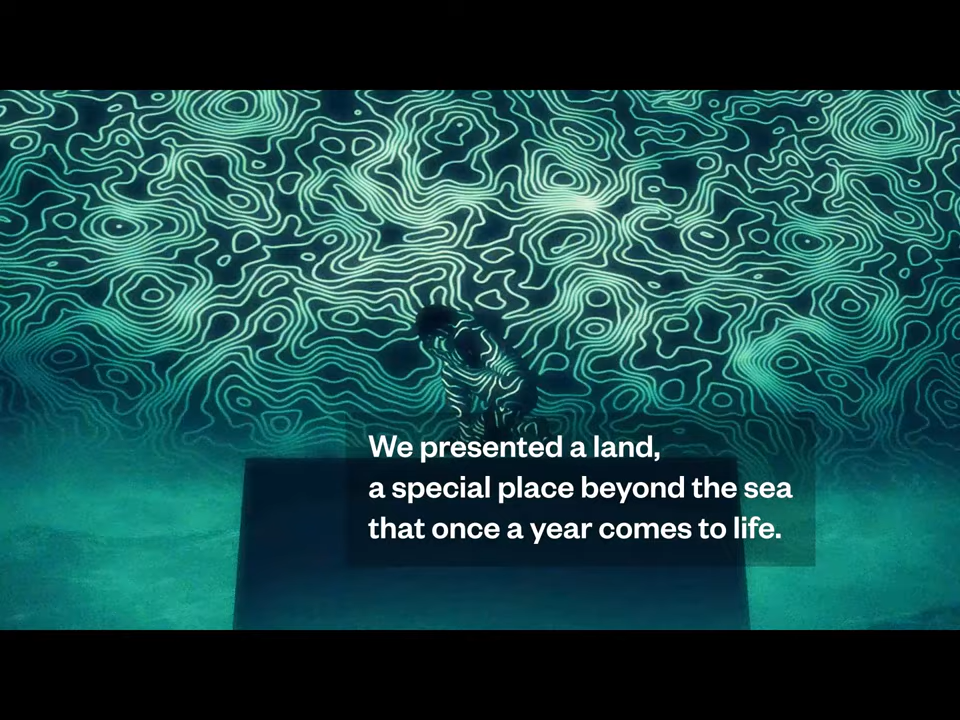 We presented a land,
a special place beyond the sea
that once a year comes to life.